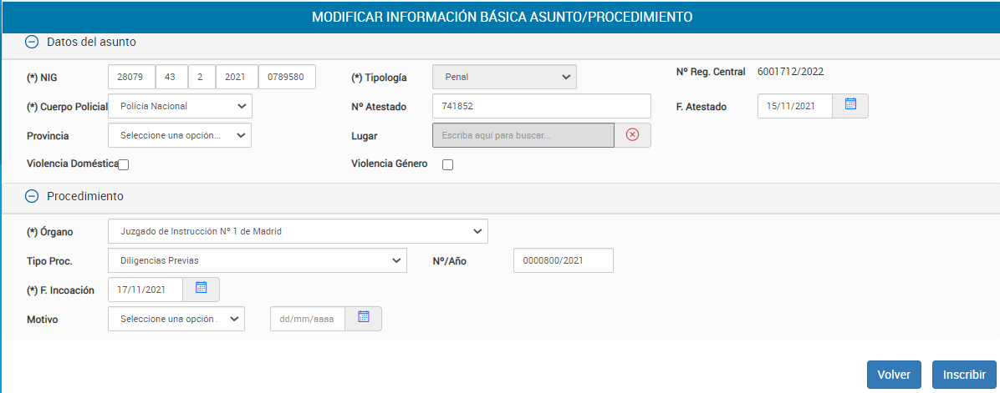 MODIFICAR INFORMACIÓN BÁSICA ASUNTO/PROCEDIMIENTO
Datos del asunto
(*) NIG 28079 43 2 2021 0789580 (*) Tipología Penal Nº Reg. Central 6001712/2022
(*) Cuerpo Policial Policía Nacional Nº Atestado 741852 F. Atestado 15/11/2021
Provincia Seleccione una opción... Lugar Escriba aquí para buscar...
Violencia Doméstica Violencia Género
Procedimiento
(*) Órgano Juzgado de Instrucción Nº 1 de Madrid
Tipo Proc. Diligencias Previas Nº/Año 0000800/2021
(*) F. Incoación 17/11/2021
Motivo Seleccione una opción . dd/mm/aaaa
Volver Inscribir